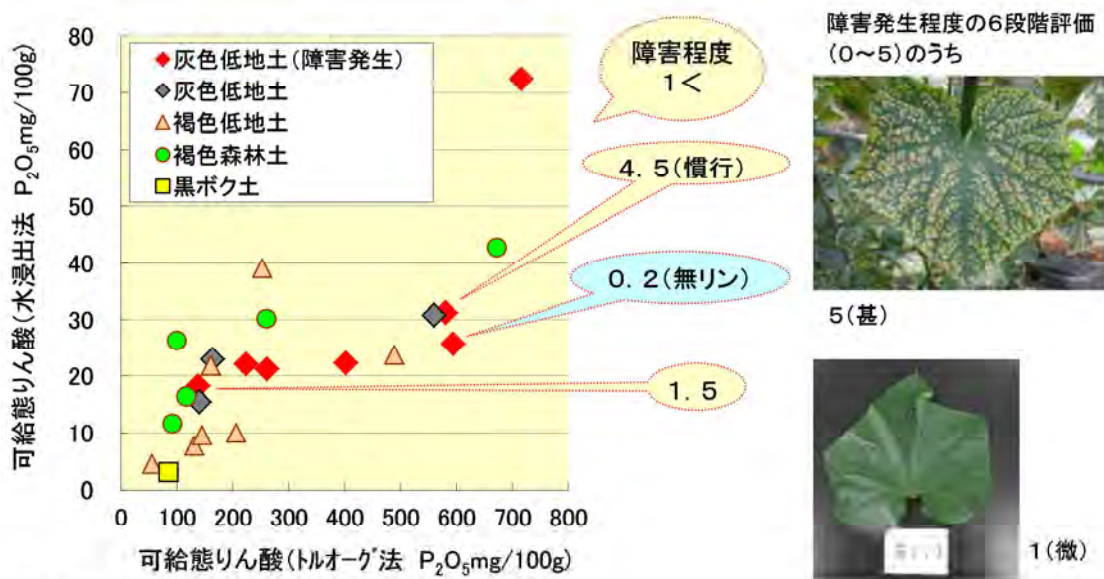 可給態りん酸(水浸出法 P₂O₅mg/100g)
80
70
60
50
40
30
20
10
0
灰色低地土(障害発生)
灰色低地土
褐色低地土
褐色森林土
黒ボク土
0 100 200 300 400 500 600 700 800
可給態りん酸(ﾄﾙｵｰｸﾞ法 P₂O₅mg/100g)
障害程度
1<
4.5(慣行)
0.2(無リン)
1.5
障害発生程度の6段階評価
(0~5)のうち
5(甚)
1(微)